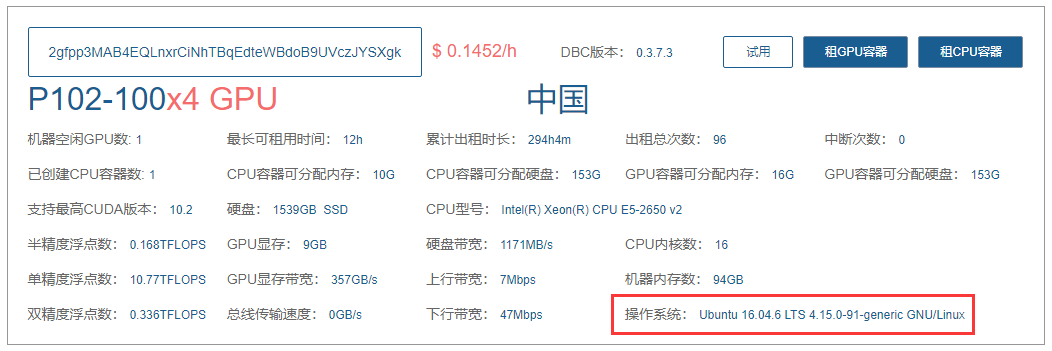 2gfpp3MAB4EQLnxrCiNhTBqEdteWBdoB9UVczJYSXgk $ 0.1452/h DBC版本： 0.3.7.3 试用 租GPU容器 租CPU容器
P102-100x4 GPU 中国
机器空闲GPU数: 1 最长可租用时间： 12h 累计出租时长： 294h4m 出租总次数： 96 中断次数： 0
已创建CPU容器数: 1 CPU容器可分配内存： 10G CPU容器可分配硬盘： 153G GPU容器可分配内存： 16G GPU容器可分配硬盘： 153G
支持最高CUDA版本： 10.2 硬盘： 1539GB SSD CPU型号： Intel(R) Xeon(R) CPU E5-2650 v2
半精度浮点数： 0.168TFLOPS GPU显存： 9GB 硬盘带宽： 1171MB/s CPU内核数： 16
单精度浮点数： 10.77TFLOPS GPU显存带宽： 357GB/s 上行带宽： 7Mbps 机器内存数： 94GB
双精度浮点数： 0.336TFLOPS 总线传输速度： 0GB/s 下行带宽： 47Mbps 操作系统： Ubuntu 16.04.6 LTS 4.15.0-91-generic GNU/Linux